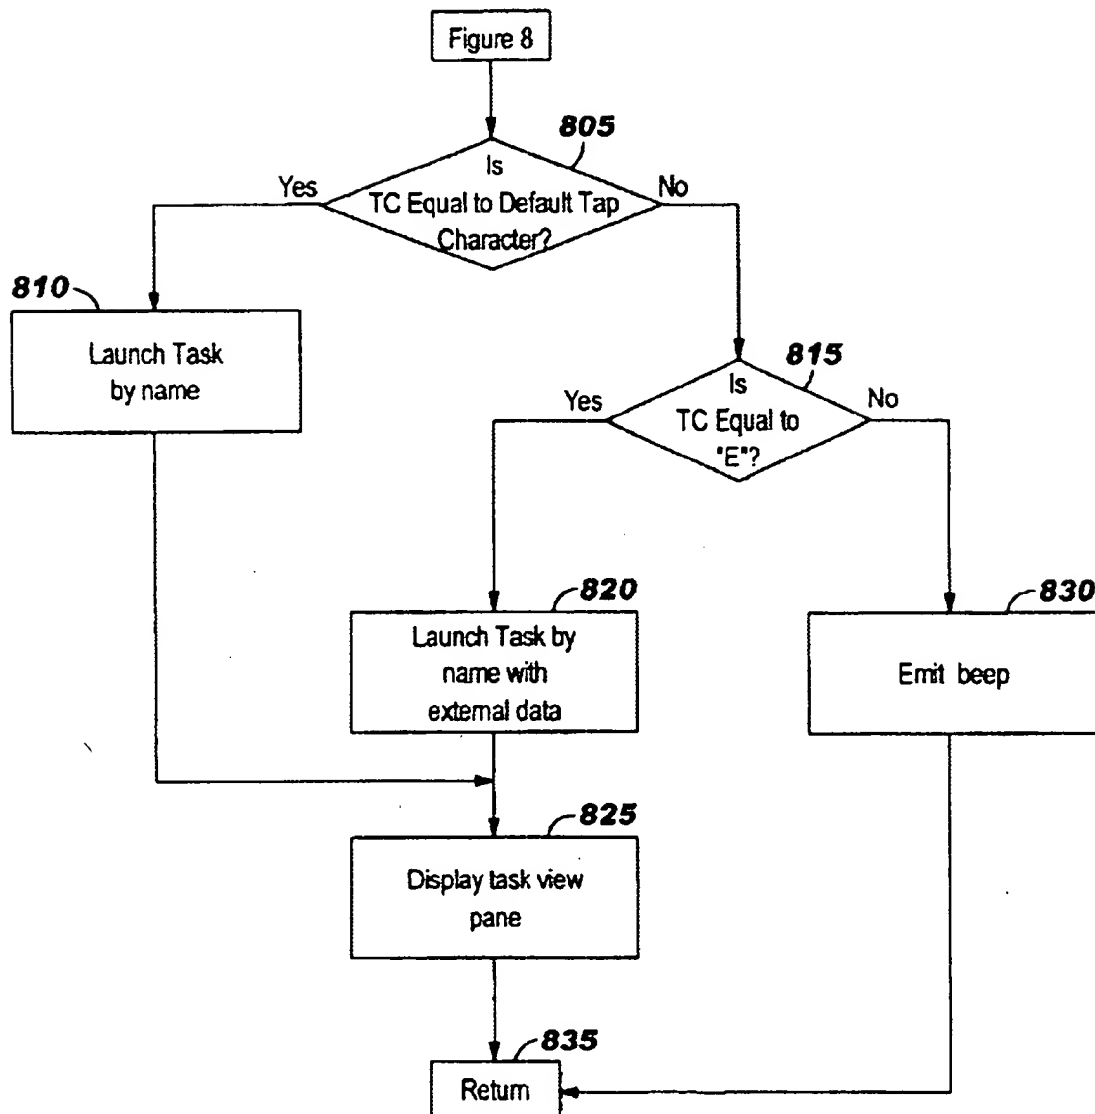 Figure 8
805
Is
TC Equal to Default Tap
Character?
Yes
No
810
Launch Task
by name
815
Is
TC Equal to
"E"?
Yes
No
820
Launch Task by
name with
external data
830
Emit beep
825
Display task view
pane
835
Return